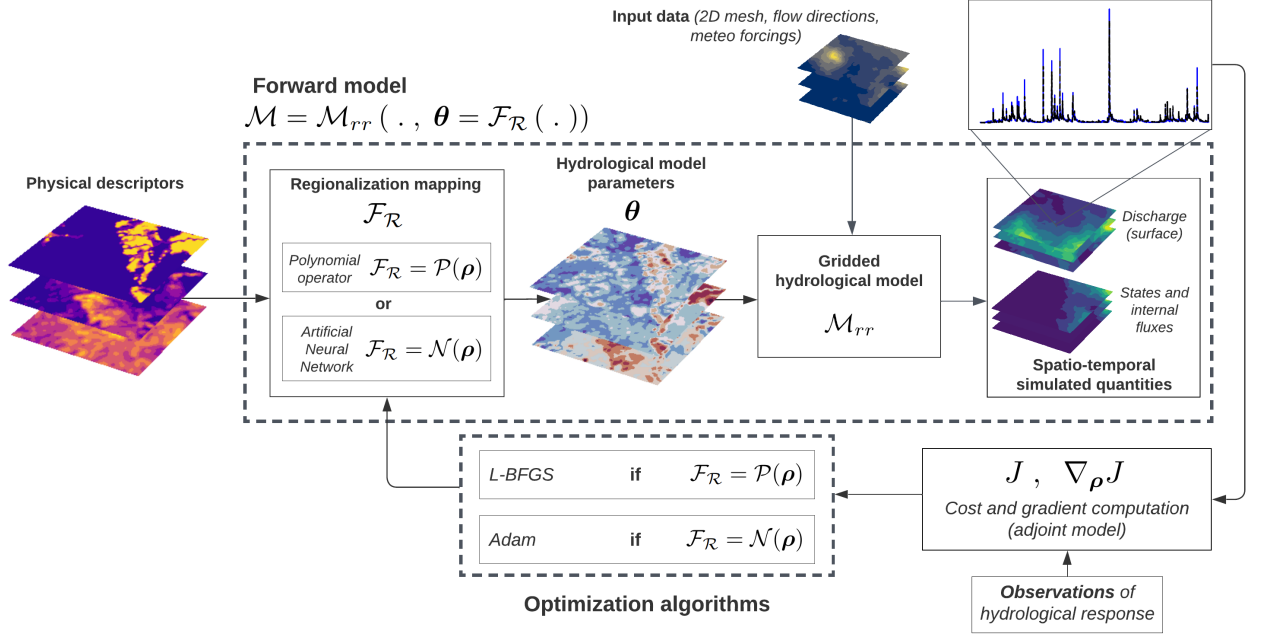 Input data (2D mesh, flow directions,
meteo forcings)
Forward model
ℳ = ℳ_rr ( . , θ = ℱ_ℛ ( . ))
Physical descriptors
Regionalization mapping
ℱ_ℛ
Polynomial
operator
ℱ_ℛ = 𝒫(ρ)
or
Artificial
Neural
Network
ℱ_ℛ = 𝒩(ρ)
Hydrological model
parameters
θ
Gridded
hydrological model
ℳ_rr
Discharge
(surface)
States and
internal
fluxes
Spatio-temporal
simulated quantities
L-BFGS if ℱ_ℛ = 𝒫(ρ)
Adam if ℱ_ℛ = 𝒩(ρ)
Optimization algorithms
J , ∇_ρ J
Cost and gradient computation
(adjoint model)
Observations of
hydrological response